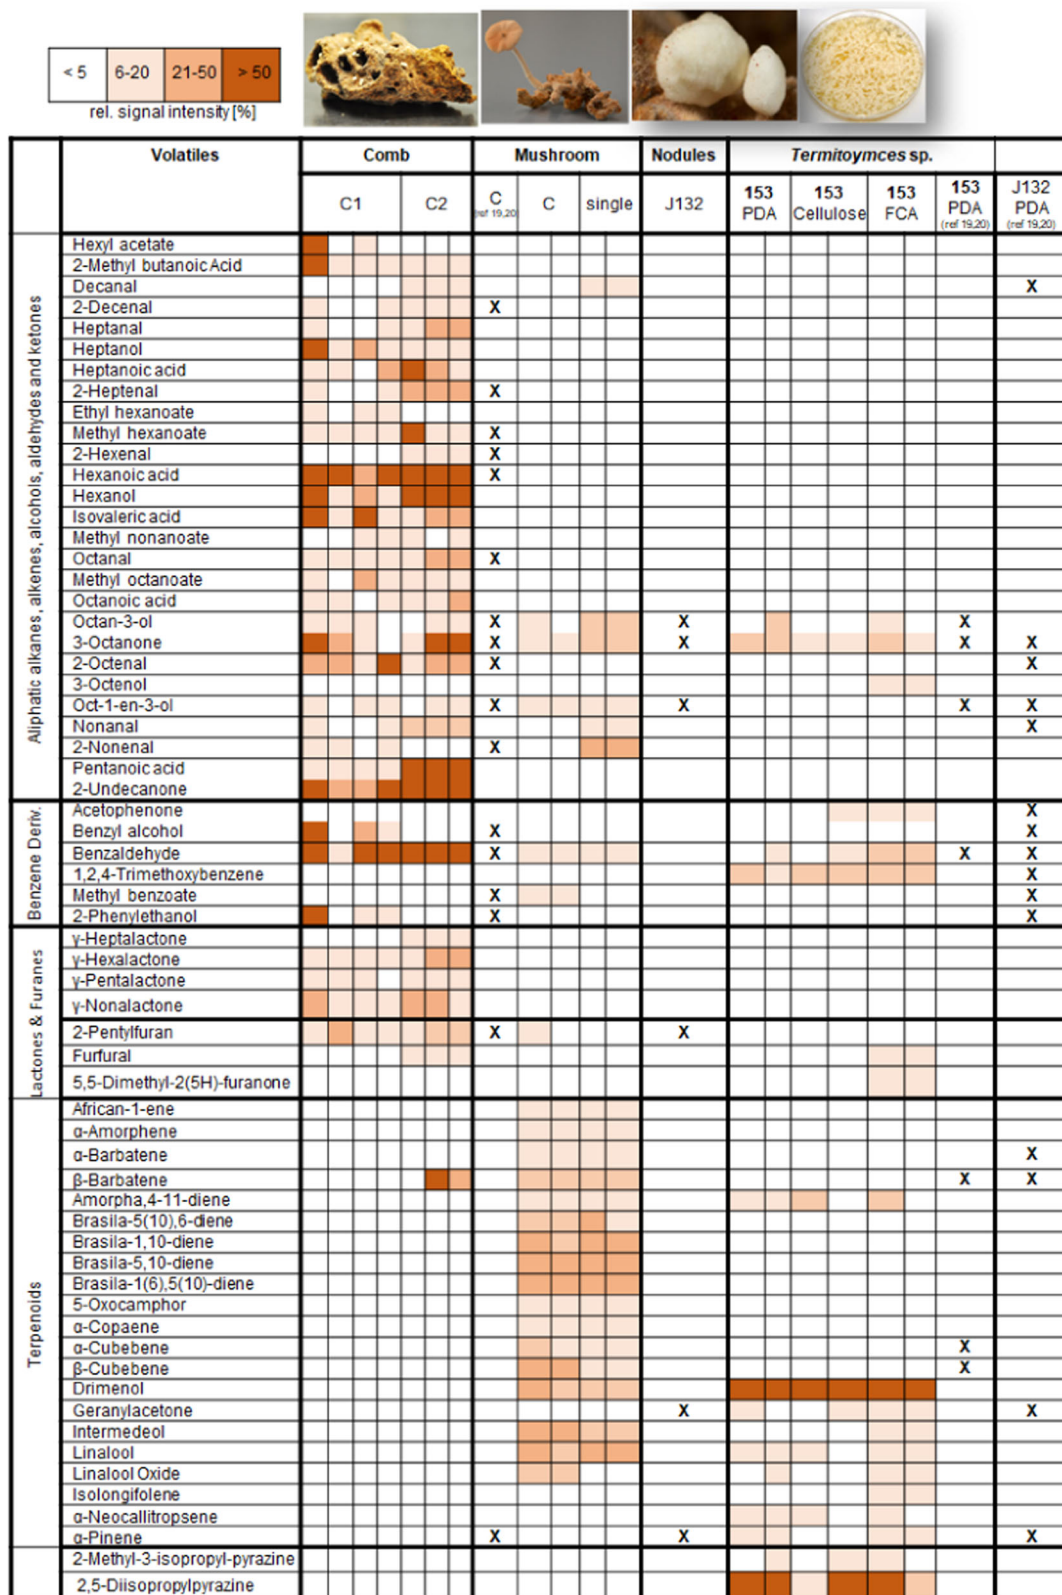 < 5 6-20 21-50 > 50
rel. signal intensity [%]
Volatiles Comb Mushroom Nodules Termitoymces sp.
C1 C2 C (ref 19,20) C single J132 153 PDA 153 Cellulose 153 FCA 153 PDA (ref 19,20) J132 PDA (ref 19,20)
Aliphatic alkanes, alkenes, alcohols, aldehydes and ketones
Hexyl acetate
2-Methyl butanoic Acid
Decanal X
2-Decenal X
Heptanal
Heptanol
Heptanoic acid
2-Heptenal X
Ethyl hexanoate
Methyl hexanoate X
2-Hexenal X
Hexanoic acid X
Hexanol
Isovaleric acid
Methyl nonanoate
Octanal X
Methyl octanoate
Octanoic acid
Octan-3-ol X X X
3-Octanone X X X X
2-Octenal X X
3-Octenol
Oct-1-en-3-ol X X X X
Nonanal X
2-Nonenal X
Pentanoic acid
2-Undecanone
Benzene Deriv.
Acetophenone X
Benzyl alcohol X X
Benzaldehyde X X X
1,2,4-Trimethoxybenzene X
Methyl benzoate X X
2-Phenylethanol X X
Lactones & Furanes
γ-Heptalactone
γ-Hexalactone
γ-Pentalactone
γ-Nonalactone
2-Pentylfuran X X
Furfural
5,5-Dimethyl-2(5H)-furanone
Terpenoids
African-1-ene
α-Amorphene
α-Barbatene X
β-Barbatene X X
Amorpha,4-11-diene
Brasila-5(10),6-diene
Brasila-1,10-diene
Brasila-5,10-diene
Brasila-1(6),5(10)-diene
5-Oxocamphor
α-Copaene
α-Cubebene X
β-Cubebene X
Drimenol
Geranylacetone X X
Intermedeol
Linalool
Linalool Oxide
Isolongifolene
α-Neocallitropsene
α-Pinene X X X
2-Methyl-3-isopropyl-pyrazine
2,5-Diisopropylpyrazine